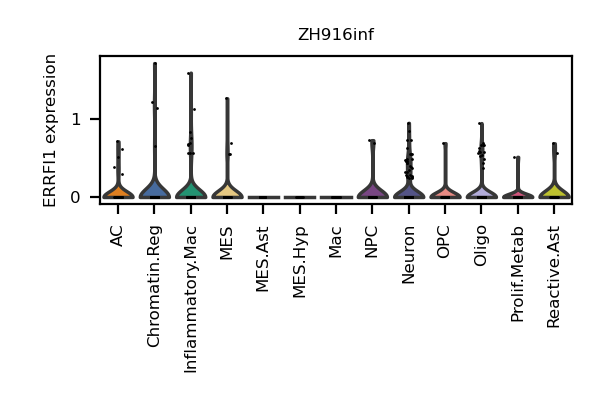 ZH916inf
ERRFI1 expression
1
0
AC
Chromatin.Reg
Inflammatory.Mac
MES
MES.Ast
MES.Hyp
Mac
NPC
Neuron
OPC
Oligo
Prolif.Metab
Reactive.Ast